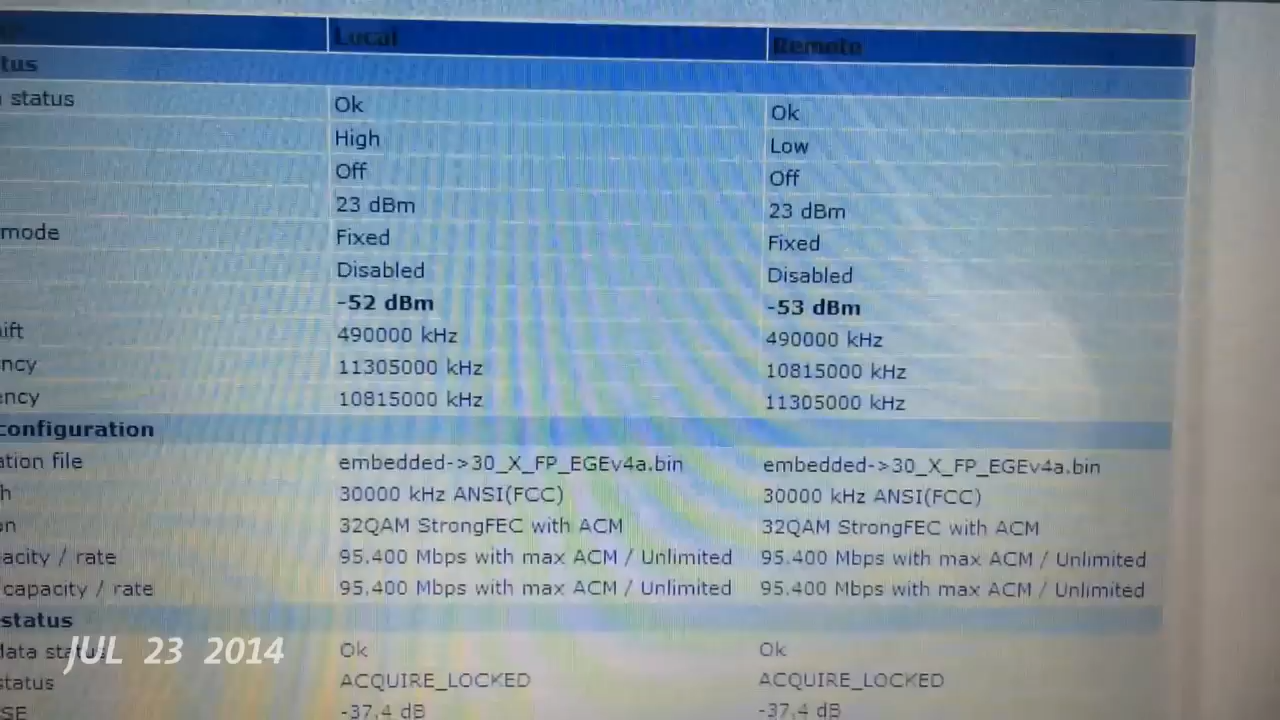 Local Remote
tus
status Ok Ok
High Low
Off Off
23 dBm 23 dBm
mode Fixed Fixed
Disabled Disabled
-52 dBm -53 dBm
ift 490000 kHz 490000 kHz
ncy 11305000 kHz 10815000 kHz
ency 10815000 kHz 11305000 kHz
configuration
ation file embedded->30_X_FP_EGEv4a.bin embedded->30_X_FP_EGEv4a.bin
h 30000 kHz ANSI(FCC) 30000 kHz ANSI(FCC)
on 32QAM StrongFEC with ACM 32QAM StrongFEC with ACM
acity / rate 95.400 Mbps with max ACM / Unlimited 95.400 Mbps with max ACM / Unlimited
capacity / rate 95.400 Mbps with max ACM / Unlimited 95.400 Mbps with max ACM / Unlimited
status
data status Ok Ok
JUL 23 2014
status ACQUIRE_LOCKED ACQUIRE_LOCKED
SE -37.4 dB -37.4 dB